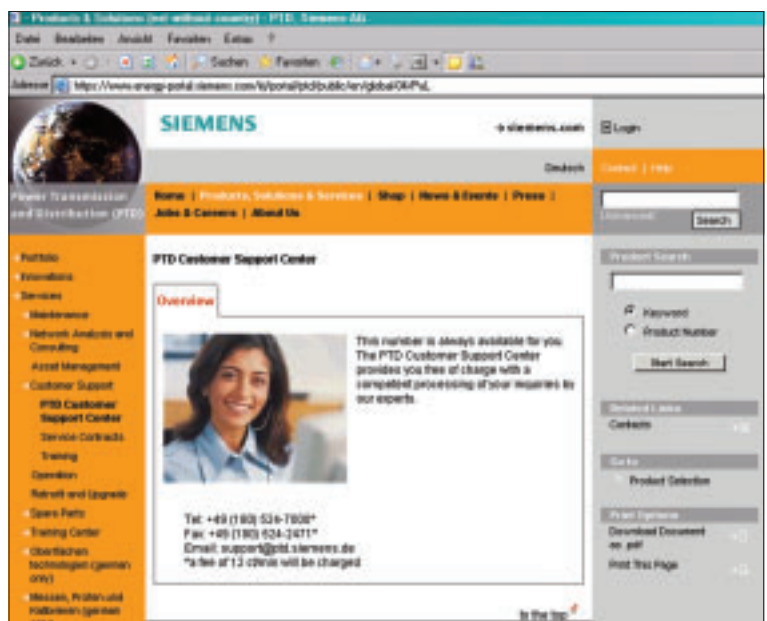 - Products & Solutions (not without country) - PTD, Siemens AG
Datei Bearbeiten Ansicht Favoriten Extras ?
Zurück Suchen Favoriten
Adresse
SIEMENS
siemens.com
Login
Deutsch
Contact | Help
Power Transmission
and Distribution (PTD)
Home | Products, Solutions & Services | Shop | News & Events | Press |
Jobs & Careers | About Us
Search
Portfolio
Innovations
Services
Maintenance
Network Analysis and
Consulting
Asset Management
Customer Support
PTD Customer
Support Center
Service Contracts
Training
Operation
Retrofit and Upgrade
Spare Parts
Training Center
Oberflächen
technologien (german
only)
Messen, Prüfen und
Kalibrieren (german
PTD Customer Support Center
Overview
This number is always available for you.
The PTD Customer Support Center
provides you free of charge with a
competent processing of your inquiries by
our experts.
Tel: +49 (180) 524-7000*
Fax: +49 (180) 524-2471*
Email: support@ptd.siemens.de
*a fee of 12 ct/min will be charged
to the top
Product Search
Keyword
Product Number
Start Search
Related Links
Contacts
Go to
Product Selection
Print Options
Download Document
as .pdf
Print This Page